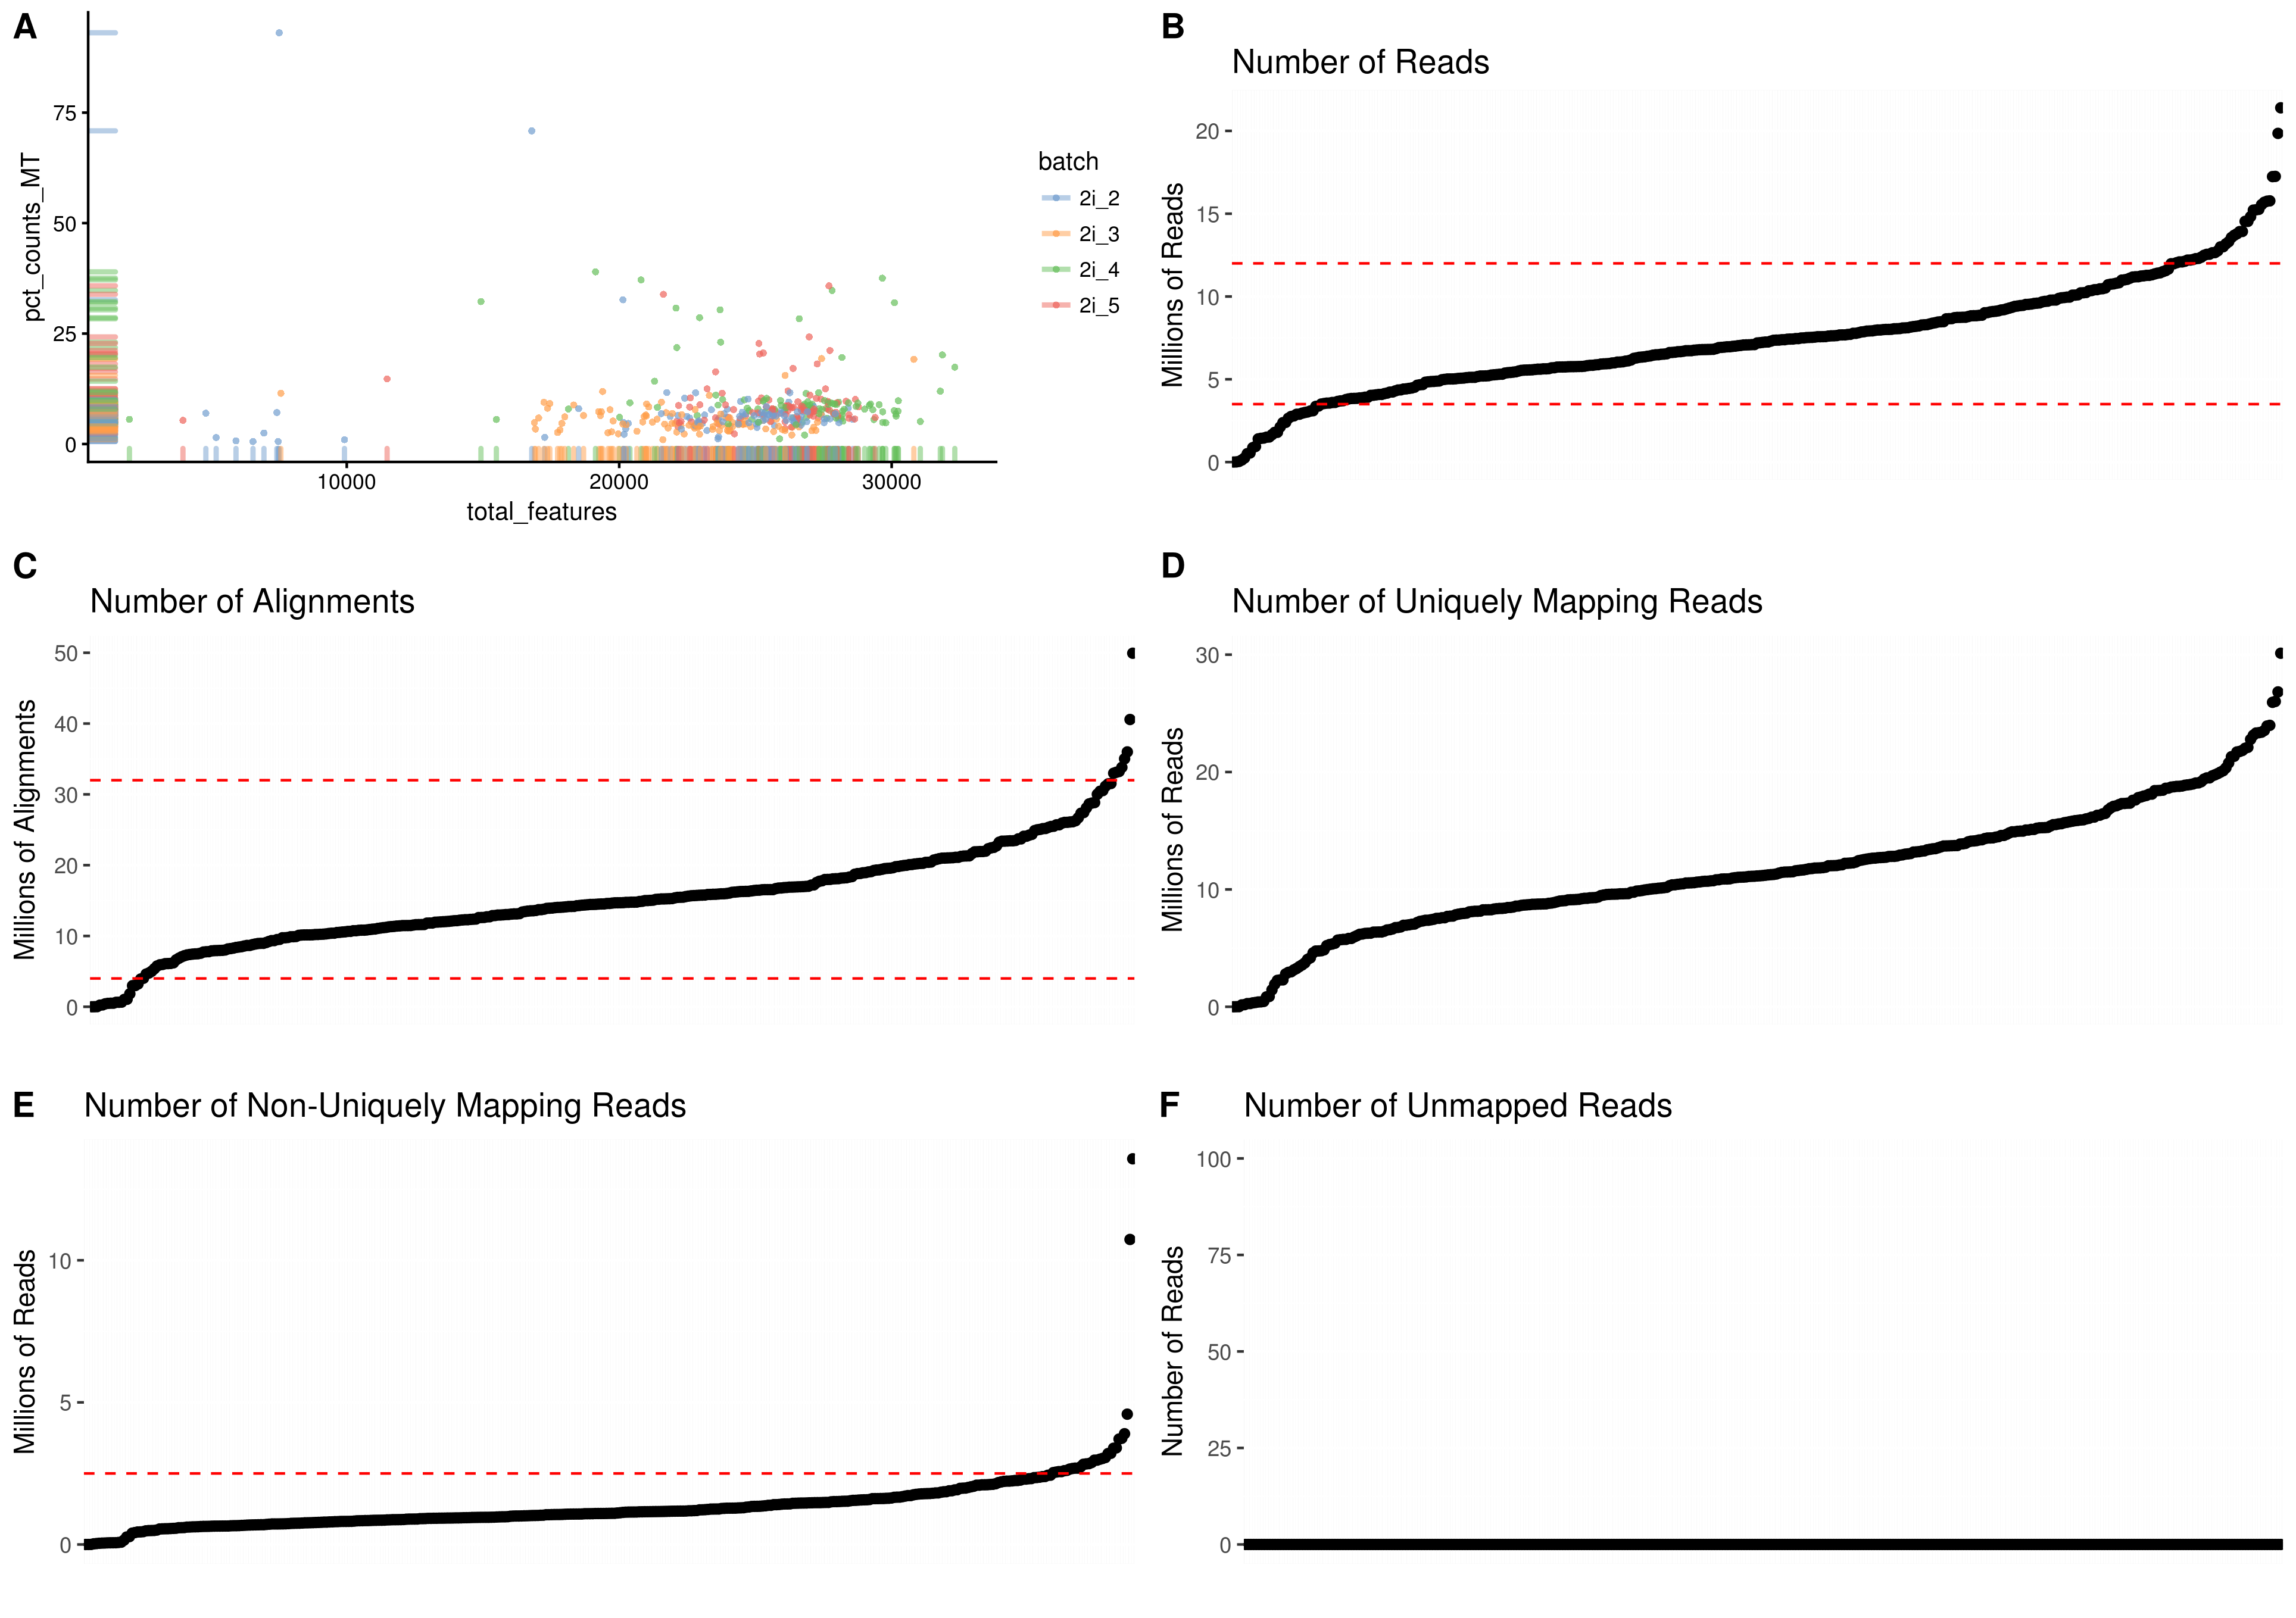 A
pct_counts_MT
75
50
25
0
10000
20000
30000
total_features
batch
2i_2
2i_3
2i_4
2i_5
B
Number of Reads
Millions of Reads
20
15
10
5
0
C
Number of Alignments
Millions of Alignments
50
40
30
20
10
0
D
Number of Uniquely Mapping Reads
Millions of Reads
30
20
10
0
E
Number of Non-Uniquely Mapping Reads
Millions of Reads
10
5
0
F
Number of Unmapped Reads
Number of Reads
100
75
50
25
0